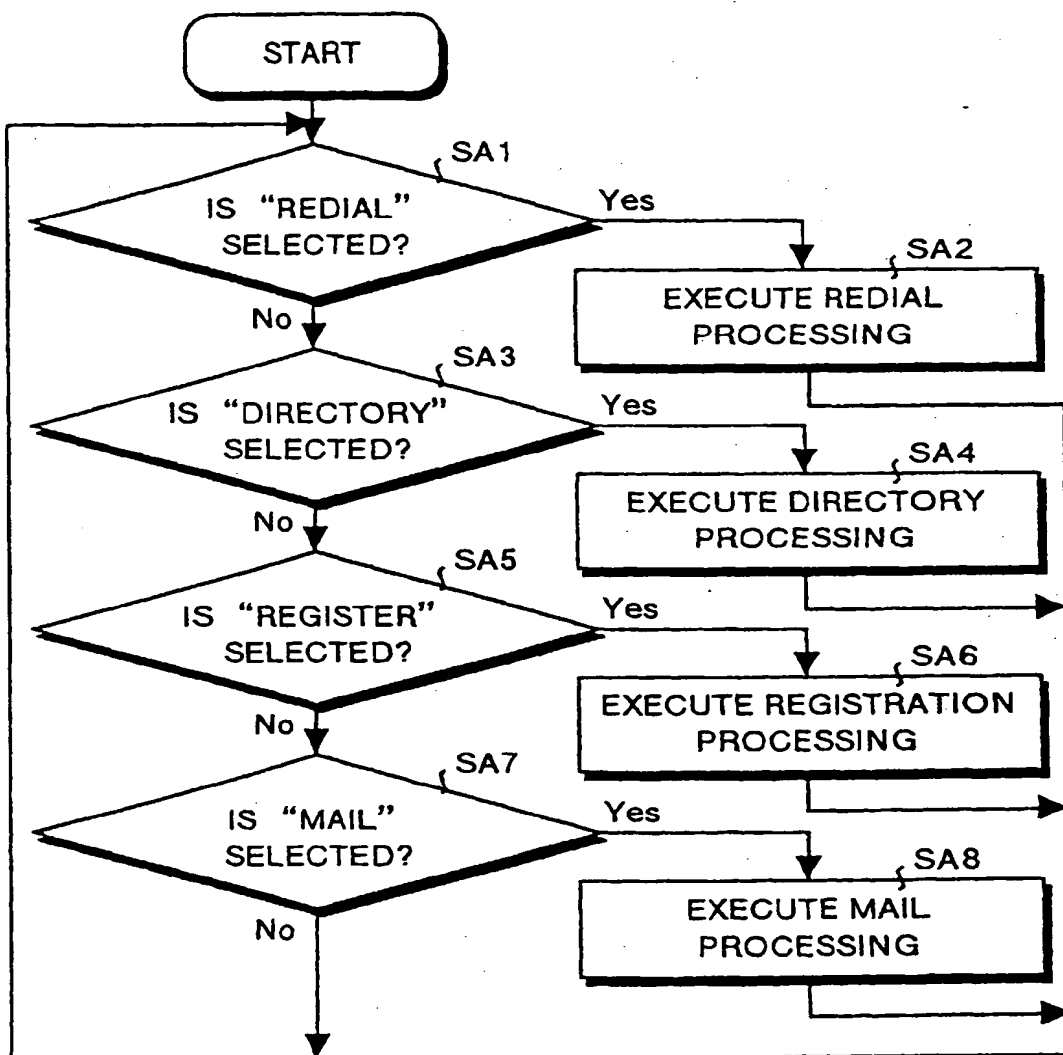 START
SA1
IS “REDIAL”
SELECTED?
Yes
No
SA2
EXECUTE REDIAL
PROCESSING
SA3
IS “DIRECTORY”
SELECTED?
Yes
No
SA4
EXECUTE DIRECTORY
PROCESSING
SA5
IS “REGISTER”
SELECTED?
Yes
No
SA6
EXECUTE REGISTRATION
PROCESSING
SA7
IS “MAIL”
SELECTED?
Yes
No
SA8
EXECUTE MAIL
PROCESSING